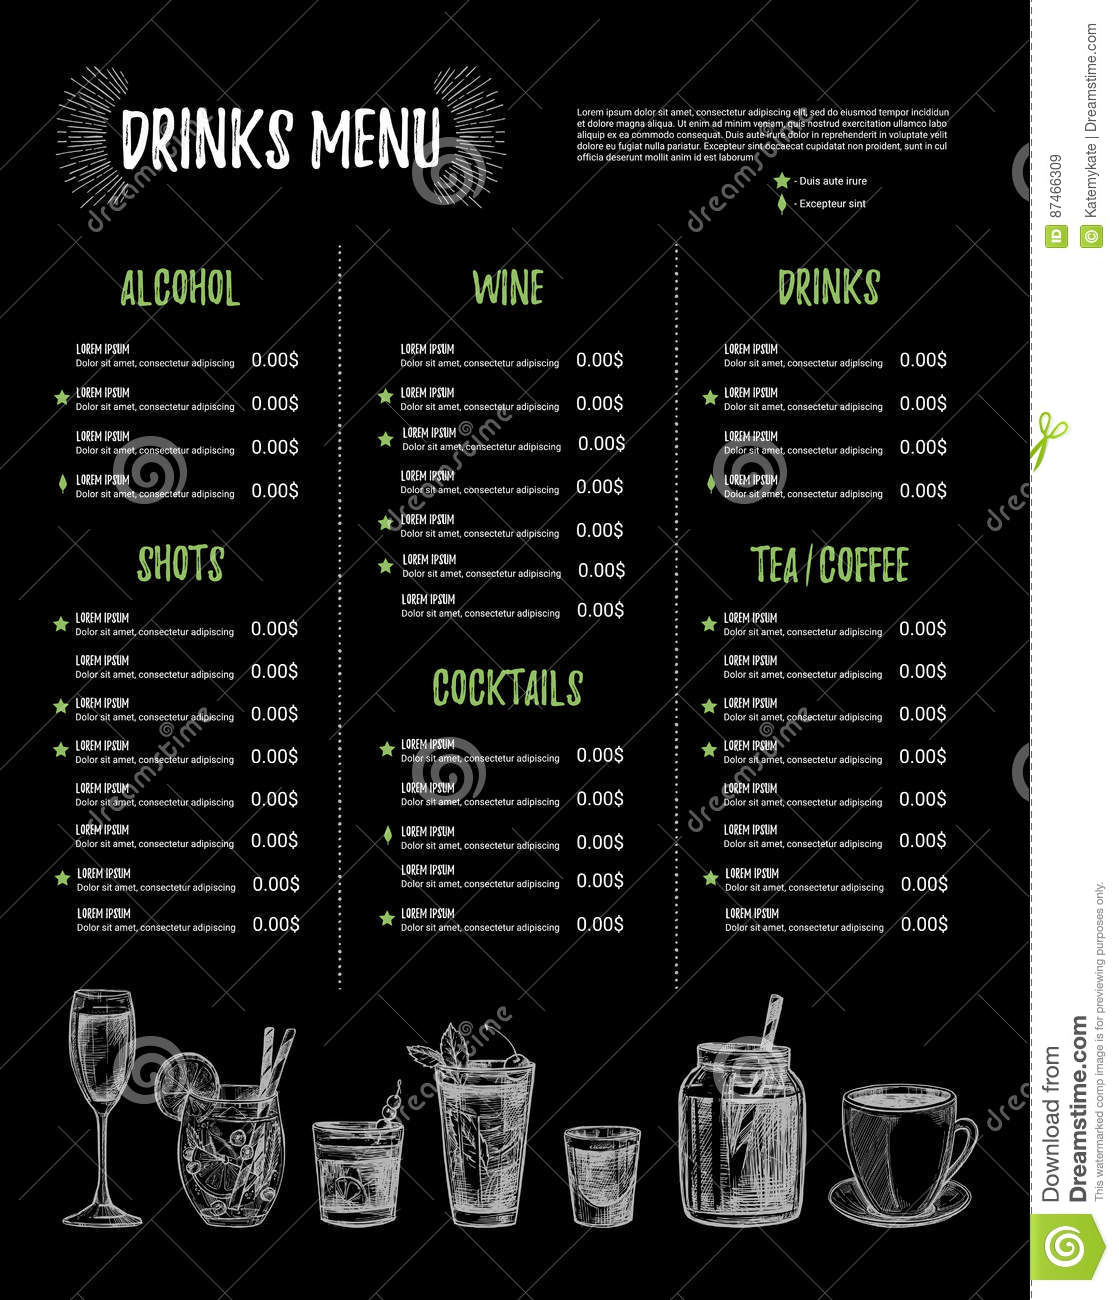 DRINKS MENU
Lorem ipsum dolor sit amet, consectetur adipiscing elit, sed do eiusmod tempor incididun
et dolore magna aliqua. Ut enim ad minim veniam, quis nostrud exercitation ullamco labo
aliquip ex ea commodo consequat. Duis aute irure dolor in reprehenderit in voluptate vélit
dolore eu fugiat nulla pariatur. Excepteur sint occaecat cupidatat non proident, sunt in cul
officia deserunt mollit anim id est laborum
- Duis aute irure
- Excepteur sint
ALCOHOL
LOREM IPSUM
Dolor sit amet, consectetur adipiscing 0.00$
LOREM IPSUM
Dolor sit amet, consectetur adipiscing 0.00$
LOREM IPSUM
Dolor sit amet, consectetur adipiscing 0.00$
LOREM IPSUM
Dolor sit amet, consectetur adipiscing 0.00$
SHOTS
LOREM IPSUM
Dolor sit amet, consectetur adipiscing 0.00$
LOREM IPSUM
Dolor sit amet, consectetur adipiscing 0.00$
LOREM IPSUM
Dolor sit amet, consectetur adipiscing 0.00$
LOREM IPSUM
Dolor sit amet, consectetur adipiscing 0.00$
LOREM IPSUM
Dolor sit amet, consectetur adipiscing 0.00$
LOREM IPSUM
Dolor sit amet, consectetur adipiscing 0.00$
LOREM IPSUM
Dolor sit amet, consectetur adipiscing 0.00$
LOREM IPSUM
Dolor sit amet, consectetur adipiscing 0.00$
WINE
LOREM IPSUM
Dolor sit amet, consectetur adipiscing 0.00$
LOREM IPSUM
Dolor sit amet, consectetur adipiscing 0.00$
LOREM IPSUM
Dolor sit amet, consectetur adipiscing 0.00$
LOREM IPSUM
Dolor sit amet, consectetur adipiscing 0.00$
LOREM IPSUM
Dolor sit amet, consectetur adipiscing 0.00$
LOREM IPSUM
Dolor sit amet, consectetur adipiscing 0.00$
LOREM IPSUM
Dolor sit amet, consectetur adipiscing 0.00$
COCKTAILS
LOREM IPSUM
Dolor sit amet, consectetur adipiscing 0.00$
LOREM IPSUM
Dolor sit amet, consectetur adipiscing 0.00$
LOREM IPSUM
Dolor sit amet, consectetur adipiscing 0.00$
LOREM IPSUM
Dolor sit amet, consectetur adipiscing 0.00$
LOREM IPSUM
Dolor sit amet, consectetur adipiscing 0.00$
DRINKS
LOREM IPSUM
Dolor sit amet, consectetur adipiscing 0.00$
LOREM IPSUM
Dolor sit amet, consectetur adipiscing 0.00$
LOREM IPSUM
Dolor sit amet, consectetur adipiscing 0.00$
LOREM IPSUM
Dolor sit amet, consectetur adipiscing 0.00$
TEA/COFFEE
LOREM IPSUM
Dolor sit amet, consectetur adipiscing 0.00$
LOREM IPSUM
Dolor sit amet, consectetur adipiscing 0.00$
LOREM IPSUM
Dolor sit amet, consectetur adipiscing 0.00$
LOREM IPSUM
Dolor sit amet, consectetur adipiscing 0.00$
LOREM IPSUM
Dolor sit amet, consectetur adipiscing 0.00$
LOREM IPSUM
Dolor sit amet, consectetur adipiscing 0.00$
LOREM IPSUM
Dolor sit amet, consectetur adipiscing 0.00$
LOREM IPSUM
Dolor sit amet, consectetur adipiscing 0.00$
dreamstime
dreamstime
dreamstime
dreamstime
dreamstime
dreamstime
ID 87466309
© Katemykate | Dreamstime.com
Download from
Dreamstime.com
This watermarked comp image is for previewing purposes only.